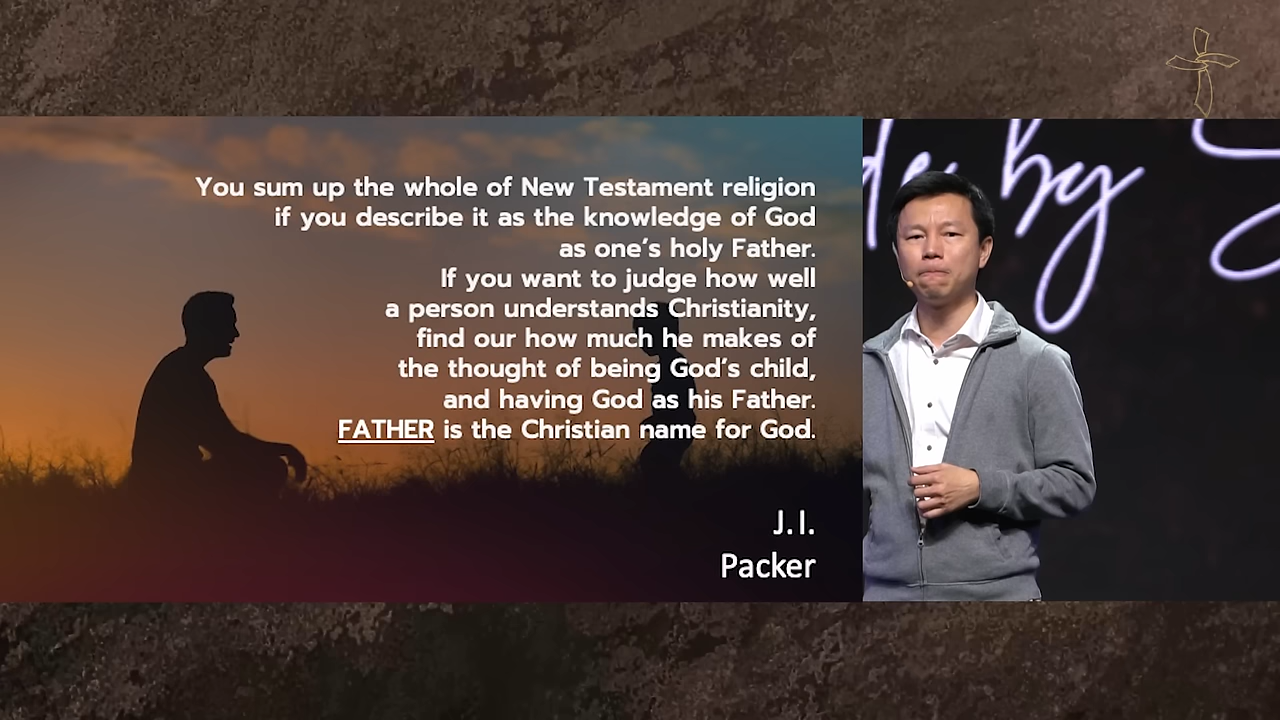 You sum up the whole of New Testament religion
if you describe it as the knowledge of God
as one's holy Father.
If you want to judge how well
a person understands Christianity,
find our how much he makes of
the thought of being God's child,
and having God as his Father.
FATHER is the Christian name for God.
J.I.
Packer
by